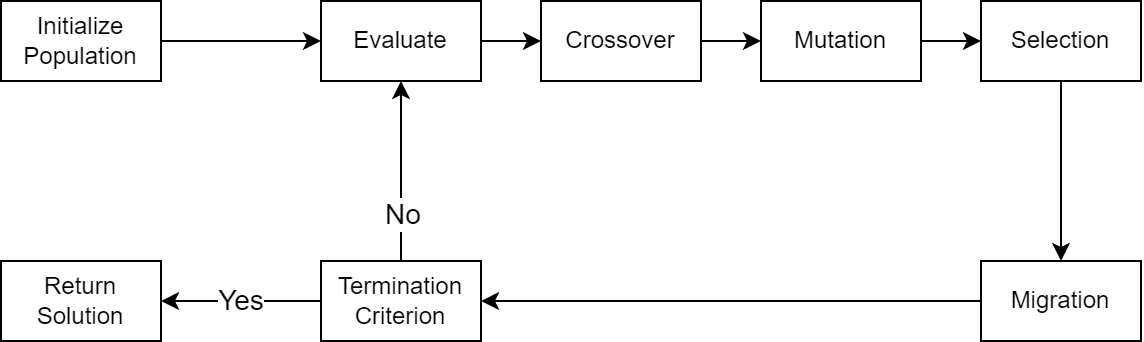 Initialize
Population
Evaluate
Crossover
Mutation
Selection
No
Return
Solution
Yes
Termination
Criterion
Migration